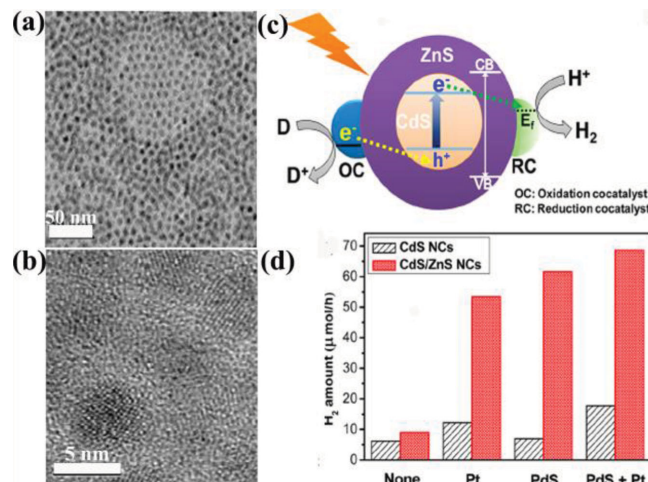 (a)
50 nm
(b)
5 nm
(c)
ZnS
CB
e⁻
CdS
h⁺
VB
D
e⁻
D⁺
OC
H⁺
E_f
H₂
RC
OC: Oxidation cocatalyst
RC: Reduction cocatalyst
(d)
CdS NCs
CdS/ZnS NCs
H₂ amount (μ mol/h)
70
60
50
40
30
20
10
0
None Pt PdS PdS + Pt